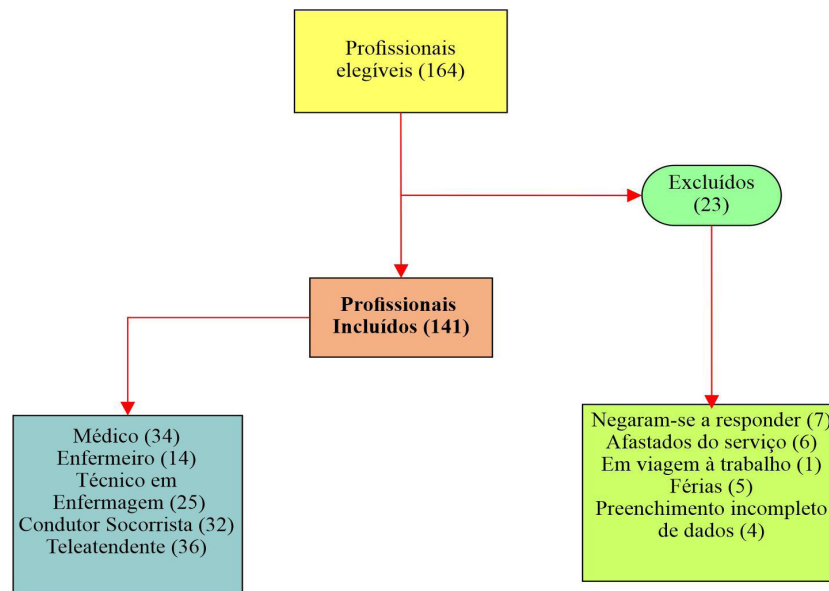 Profissionais
elegíveis (164)
Excluídos
(23)
Profissionais
Incluídos (141)
Médico (34)
Enfermeiro (14)
Técnico em
Enfermagem (25)
Condutor Socorrista (32)
Teleatendente (36)
Negaram-se a responder (7)
Afastados do serviço (6)
Em viagem à trabalho (1)
Férias (5)
Preenchimento incompleto
de dados (4)